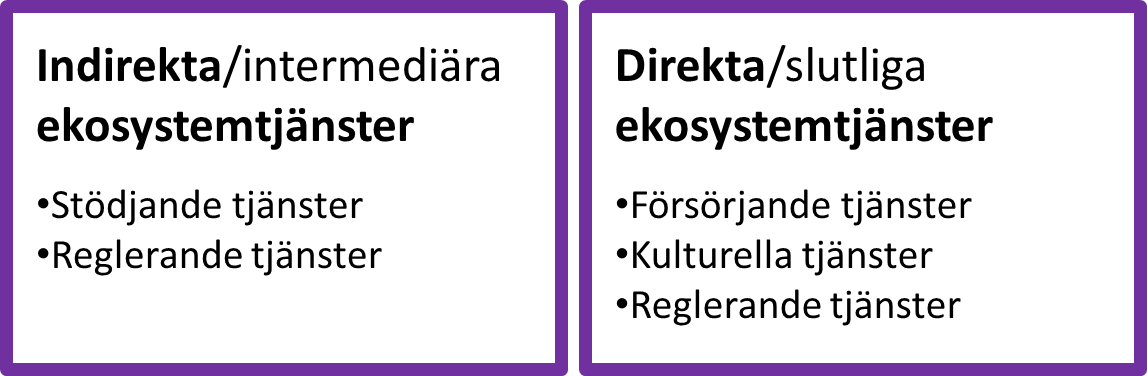 Indirekta/intermediära
ekosystemtjänster
•Stödjande tjänster
•Reglerande tjänster
Direkta/slutliga
ekosystemtjänster
•Försörjande tjänster
•Kulturella tjänster
•Reglerande tjänster